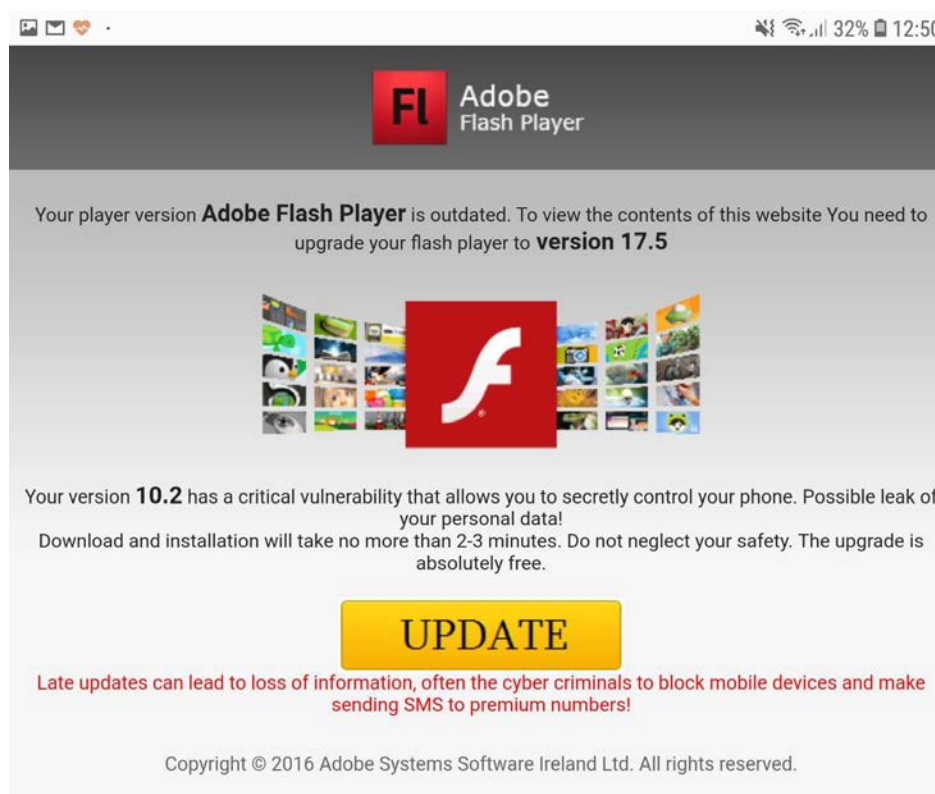 32% 12:50
Fl Adobe
Flash Player
Your player version Adobe Flash Player is outdated. To view the contents of this website You need to
upgrade your flash player to version 17.5
Your version 10.2 has a critical vulnerability that allows you to secretly control your phone. Possible leak of
your personal data!
Download and installation will take no more than 2-3 minutes. Do not neglect your safety. The upgrade is
absolutely free.
UPDATE
Late updates can lead to loss of information, often the cyber criminals to block mobile devices and make
sending SMS to premium numbers!
Copyright © 2016 Adobe Systems Software Ireland Ltd. All rights reserved.